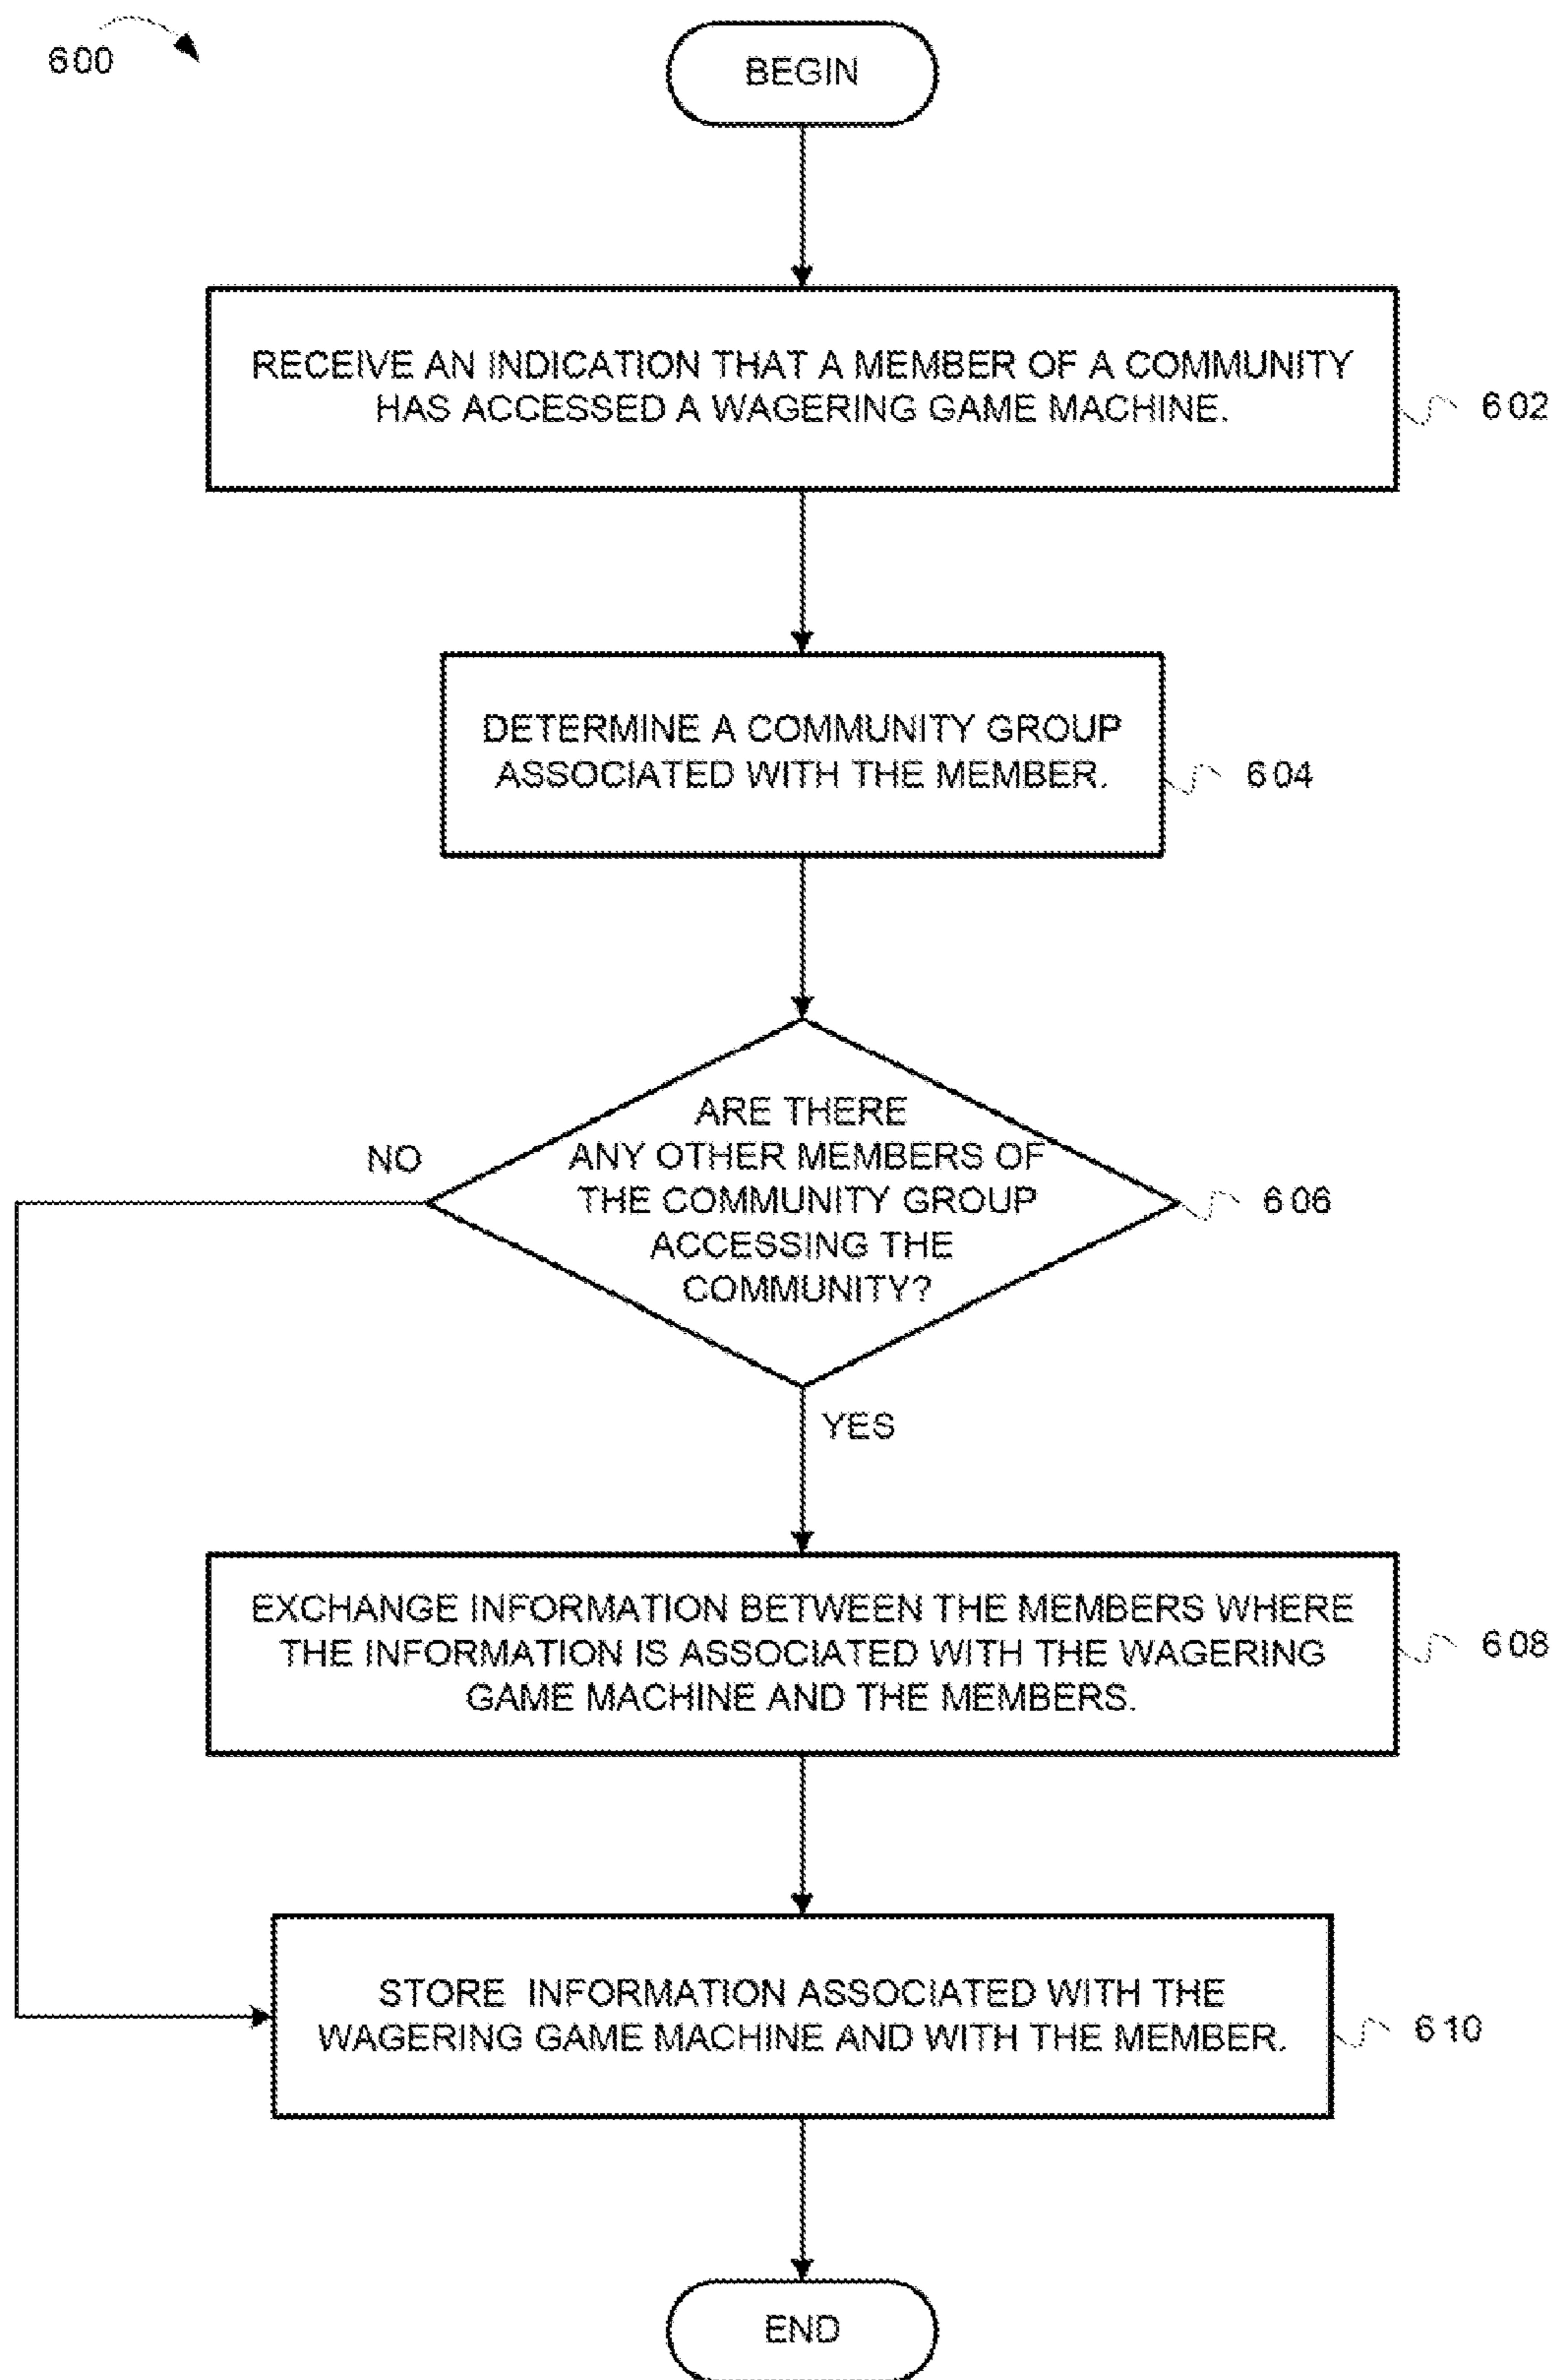 600
BEGIN
RECEIVE AN INDICATION THAT A MEMBER OF A COMMUNITY
HAS ACCESSED A WAGERING GAME MACHINE.
602
DETERMINE A COMMUNITY GROUP
ASSOCIATED WITH THE MEMBER.
604
ARE THERE
ANY OTHER MEMBERS OF
THE COMMUNITY GROUP
ACCESSING THE
COMMUNITY?
NO
606
YES
EXCHANGE INFORMATION BETWEEN THE MEMBERS WHERE
THE INFORMATION IS ASSOCIATED WITH THE WAGERING
GAME MACHINE AND THE MEMBERS.
608
STORE INFORMATION ASSOCIATED WITH THE
WAGERING GAME MACHINE AND WITH THE MEMBER.
610
END